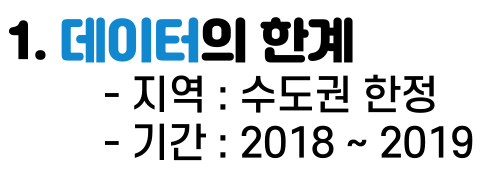 1. 데이터의 한계
- 지역 : 수도권 한정
- 기간 : 2018 ~ 2019